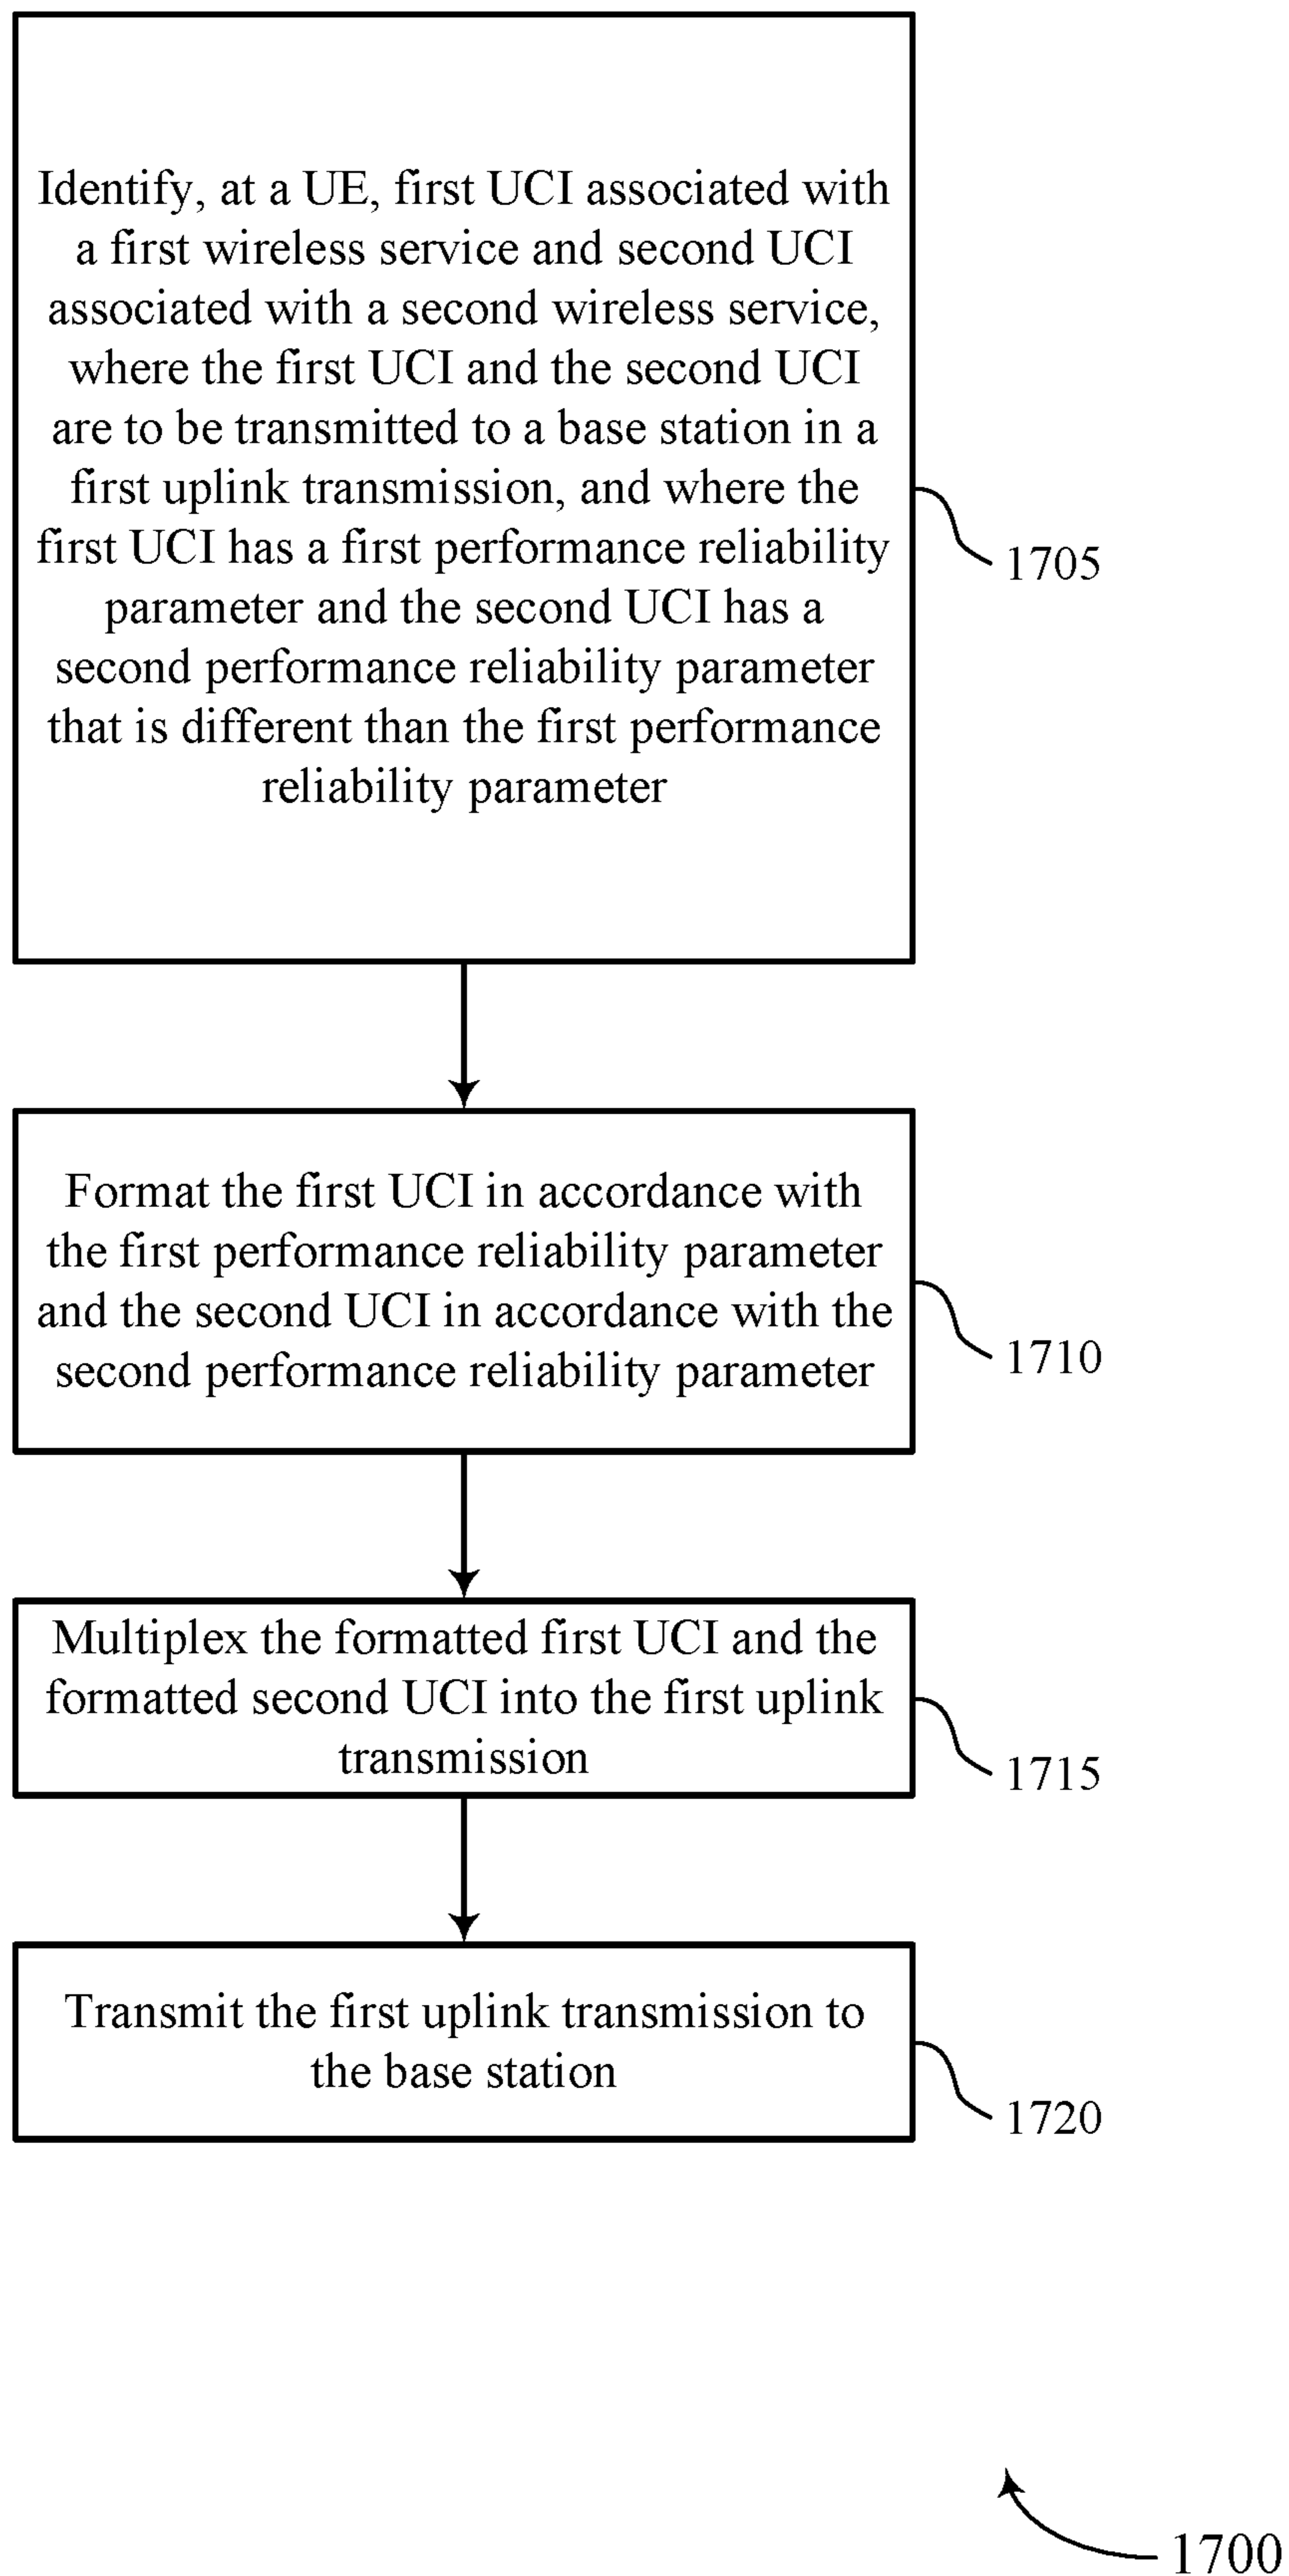 Identify, at a UE, first UCI associated with
a first wireless service and second UCI
associated with a second wireless service,
where the first UCI and the second UCI
are to be transmitted to a base station in a
first uplink transmission, and where the
first UCI has a first performance reliability
parameter and the second UCI has a
second performance reliability parameter
that is different than the first performance
reliability parameter
1705
Format the first UCI in accordance with
the first performance reliability parameter
and the second UCI in accordance with the
second performance reliability parameter
1710
Multiplex the formatted first UCI and the
formatted second UCI into the first uplink
transmission
1715
Transmit the first uplink transmission to
the base station
1720
1700